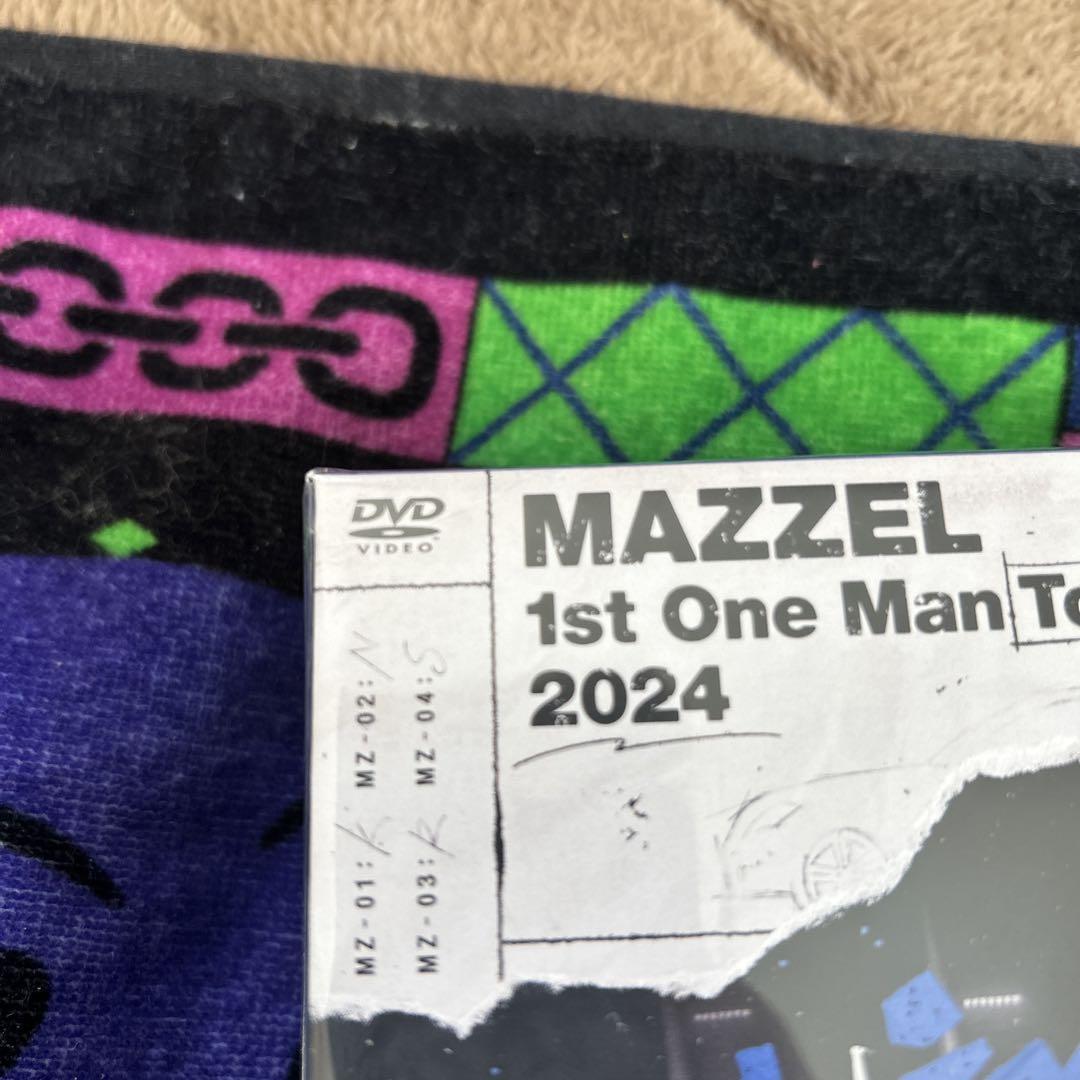 DVD
VIDEO
MAZZEL
1st One Man
2024
MZ-01:K MZ-02:N
MZ-03:R MZ-04:S